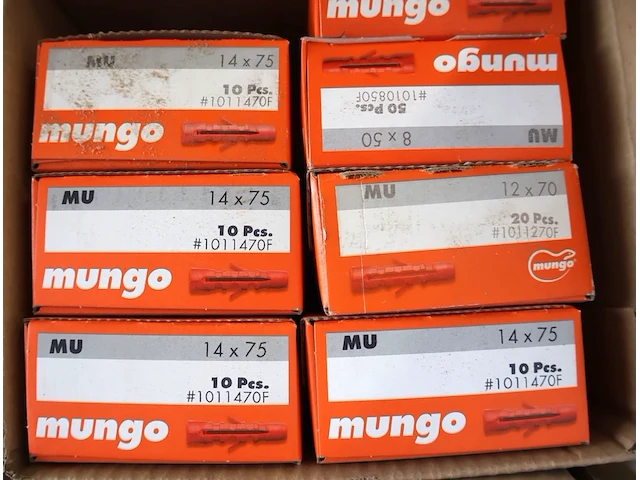 mungo
MU 14 x 75
10 Pcs.
#1011470F
mungo
mungo
#1010850F
50 Pcs.
MU 8 x 50
MU 14 x 75
10 Pcs.
#1011470F
mungo
MU 12 x 70
20 Pcs.
#1011270F
mungo
MU 14 x 75
10 Pcs.
#1011470F
mungo
MU 14 x 75
10 Pcs.
#1011470F
mungo